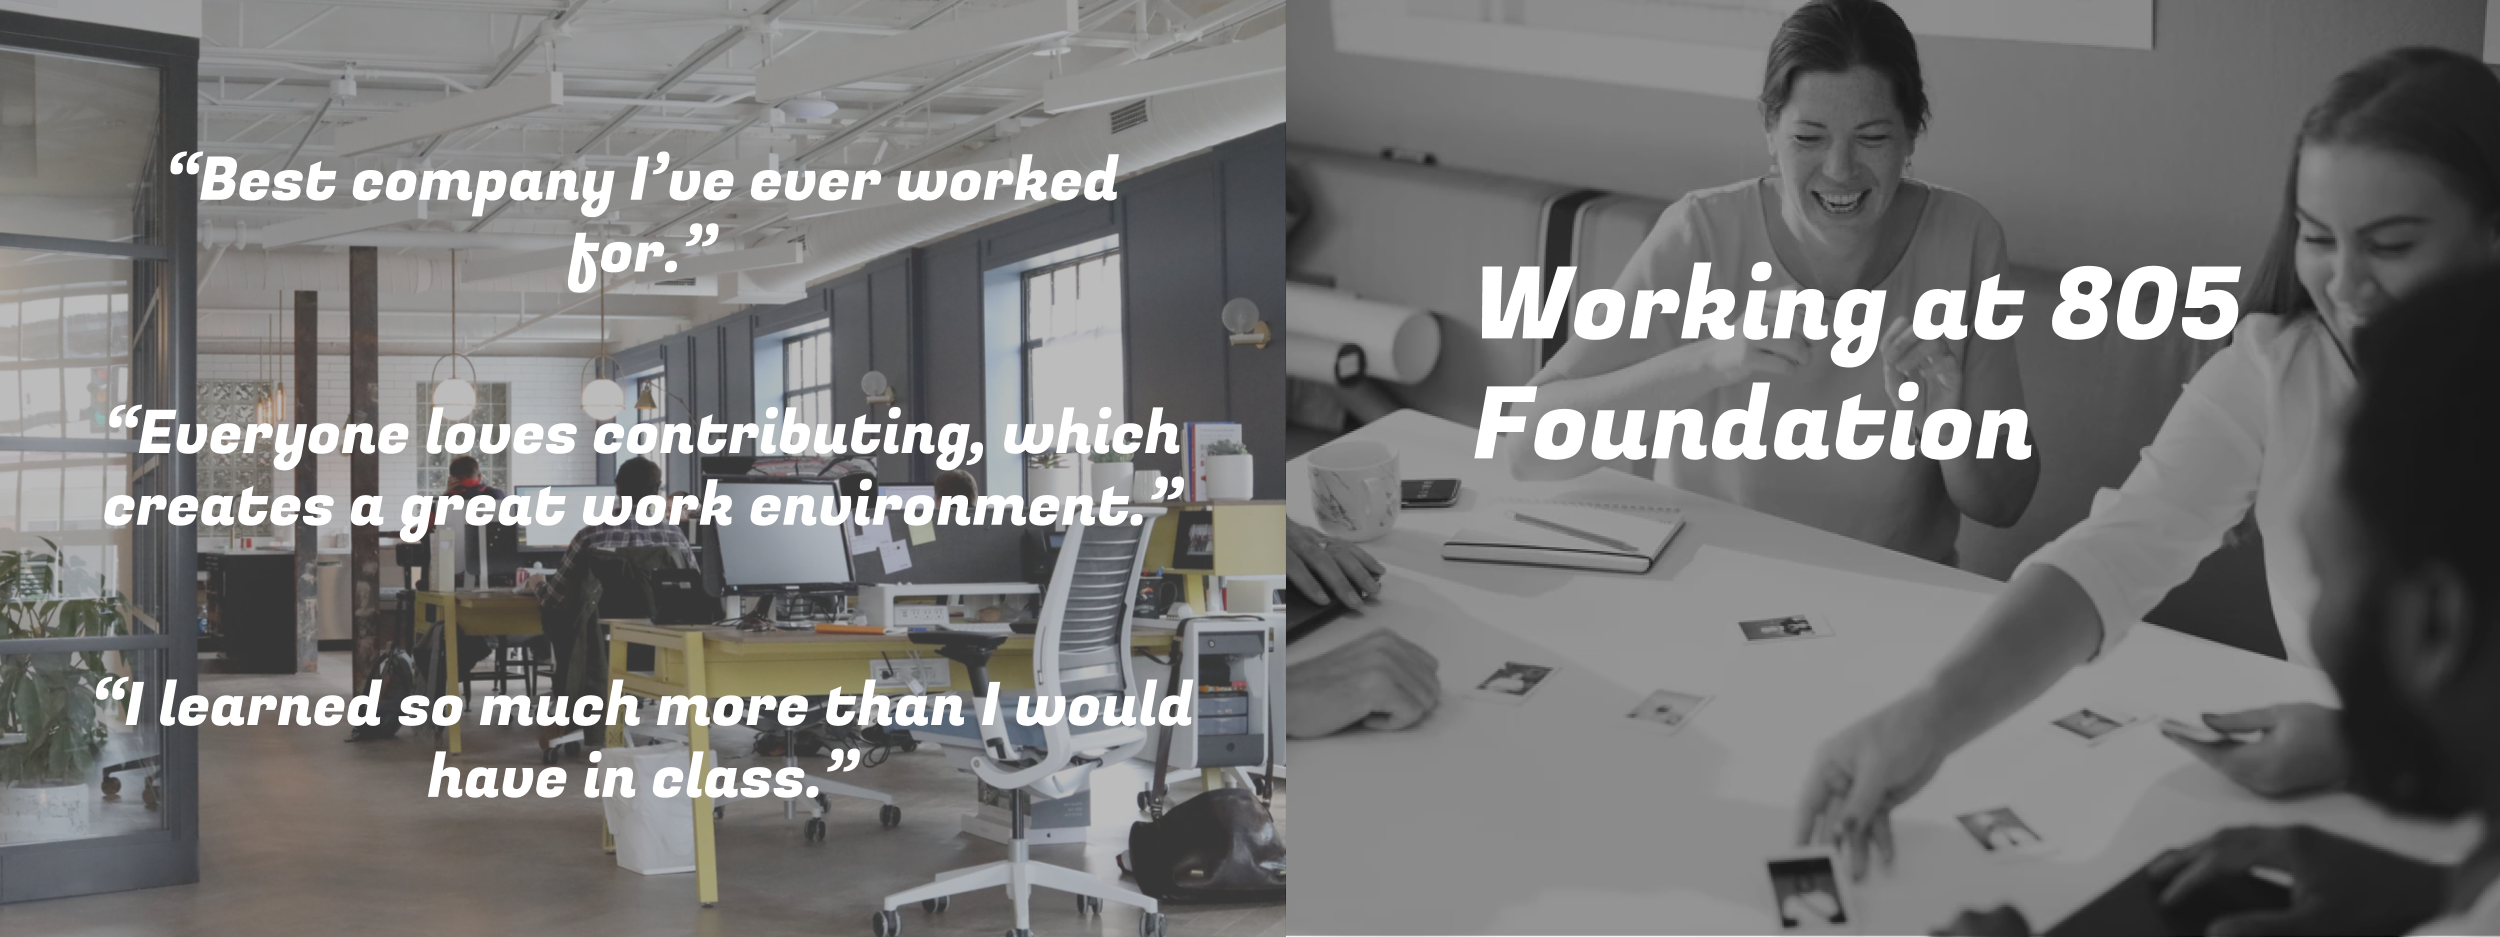 “Best company I’ve ever worked
for.”
“Everyone loves contributing, which
creates a great work environment.”
“I learned so much more than I would
have in class. ”
Working at 805
Foundation